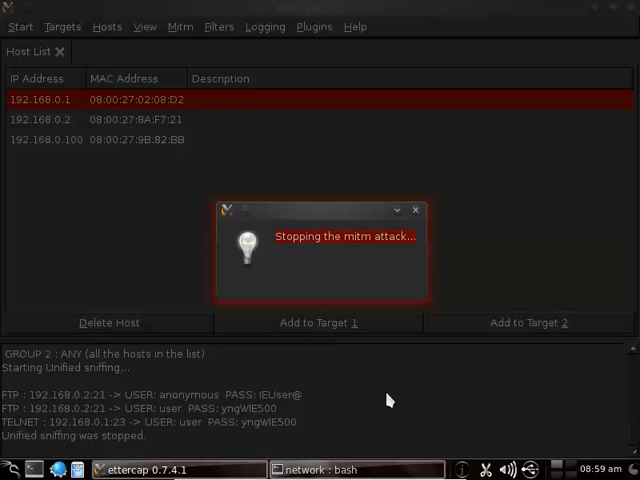 Start Targets Hosts View Mitm Filters Logging Plugins Help
Host List
IP Address MAC Address Description
192.168.0.1 08:00:27:02:08:D2
192.168.0.2 08:00:27:8A:F7:21
192.168.0.100 08:00:27:9B:82:BB
Stopping the mitm attack...
Delete Host Add to Target 1 Add to Target 2
GROUP 2 : ANY (all the hosts in the list)
Starting Unified sniffing...
FTP : 192.168.0.2:21 -> USER: anonymous PASS: IEUser@
FTP : 192.168.0.2:21 -> USER: user PASS: yngWIE500
TELNET : 192.168.0.1:23 -> USER: user PASS: yngWIE500
Unified sniffing was stopped.
ettercap 0.7.4.1 network : bash 08:59 am